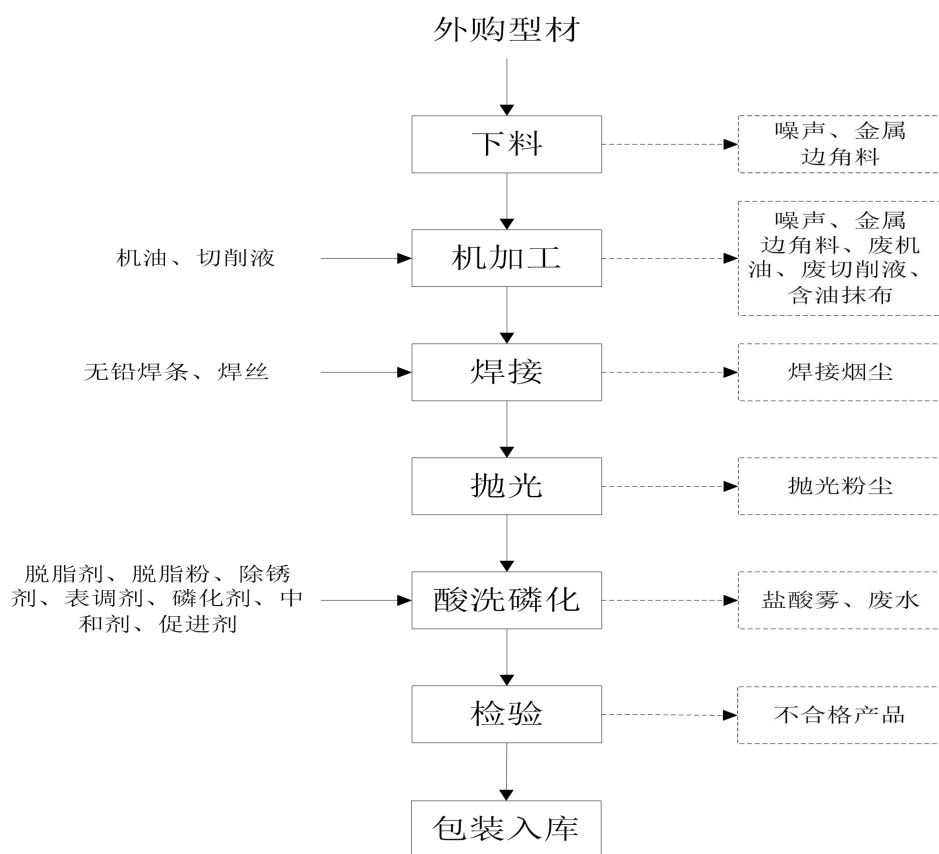 外购型材
下料
噪声、金属
边角料
机油、切削液
机加工
噪声、金属
边角料、废机
油、废切削液、
含油抹布
无铅焊条、焊丝
焊接
焊接烟尘
抛光
抛光粉尘
脱脂剂、脱脂粉、除锈
剂、表调剂、磷化剂、中
和剂、促进剂
酸洗磷化
盐酸雾、废水
检验
不合格产品
包装入库